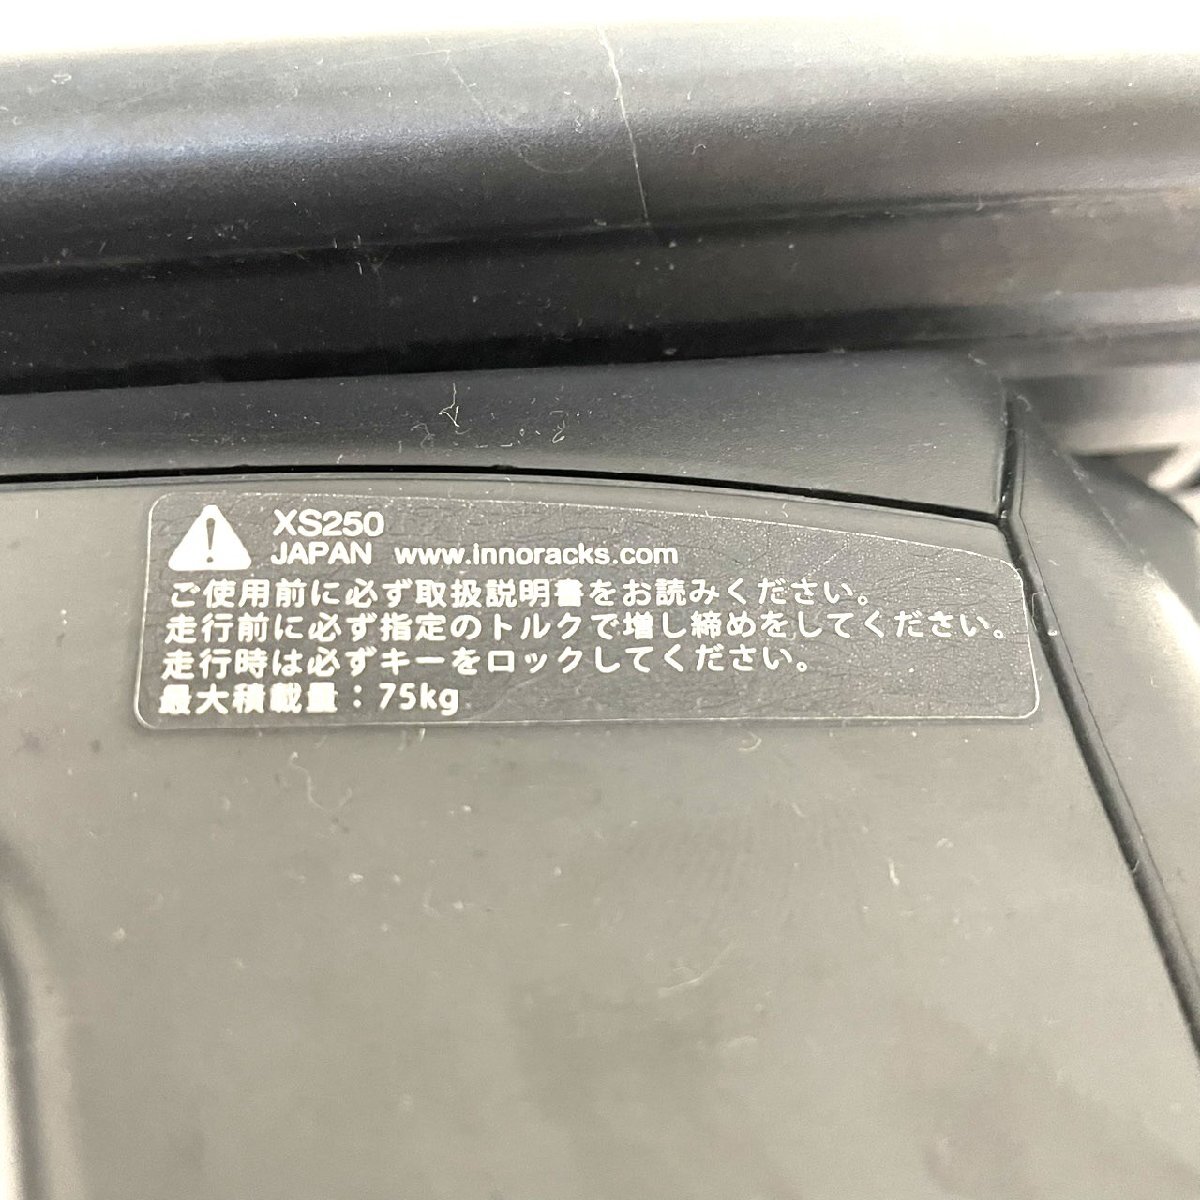 XS250
JAPAN www.innoracks.com
ご使用前に必ず取扱説明書をお読みください。
走行前に必ず指定のトルクで増し締めをしてください。
走行時は必ずキーをロックしてください。
最大積載量：75kg